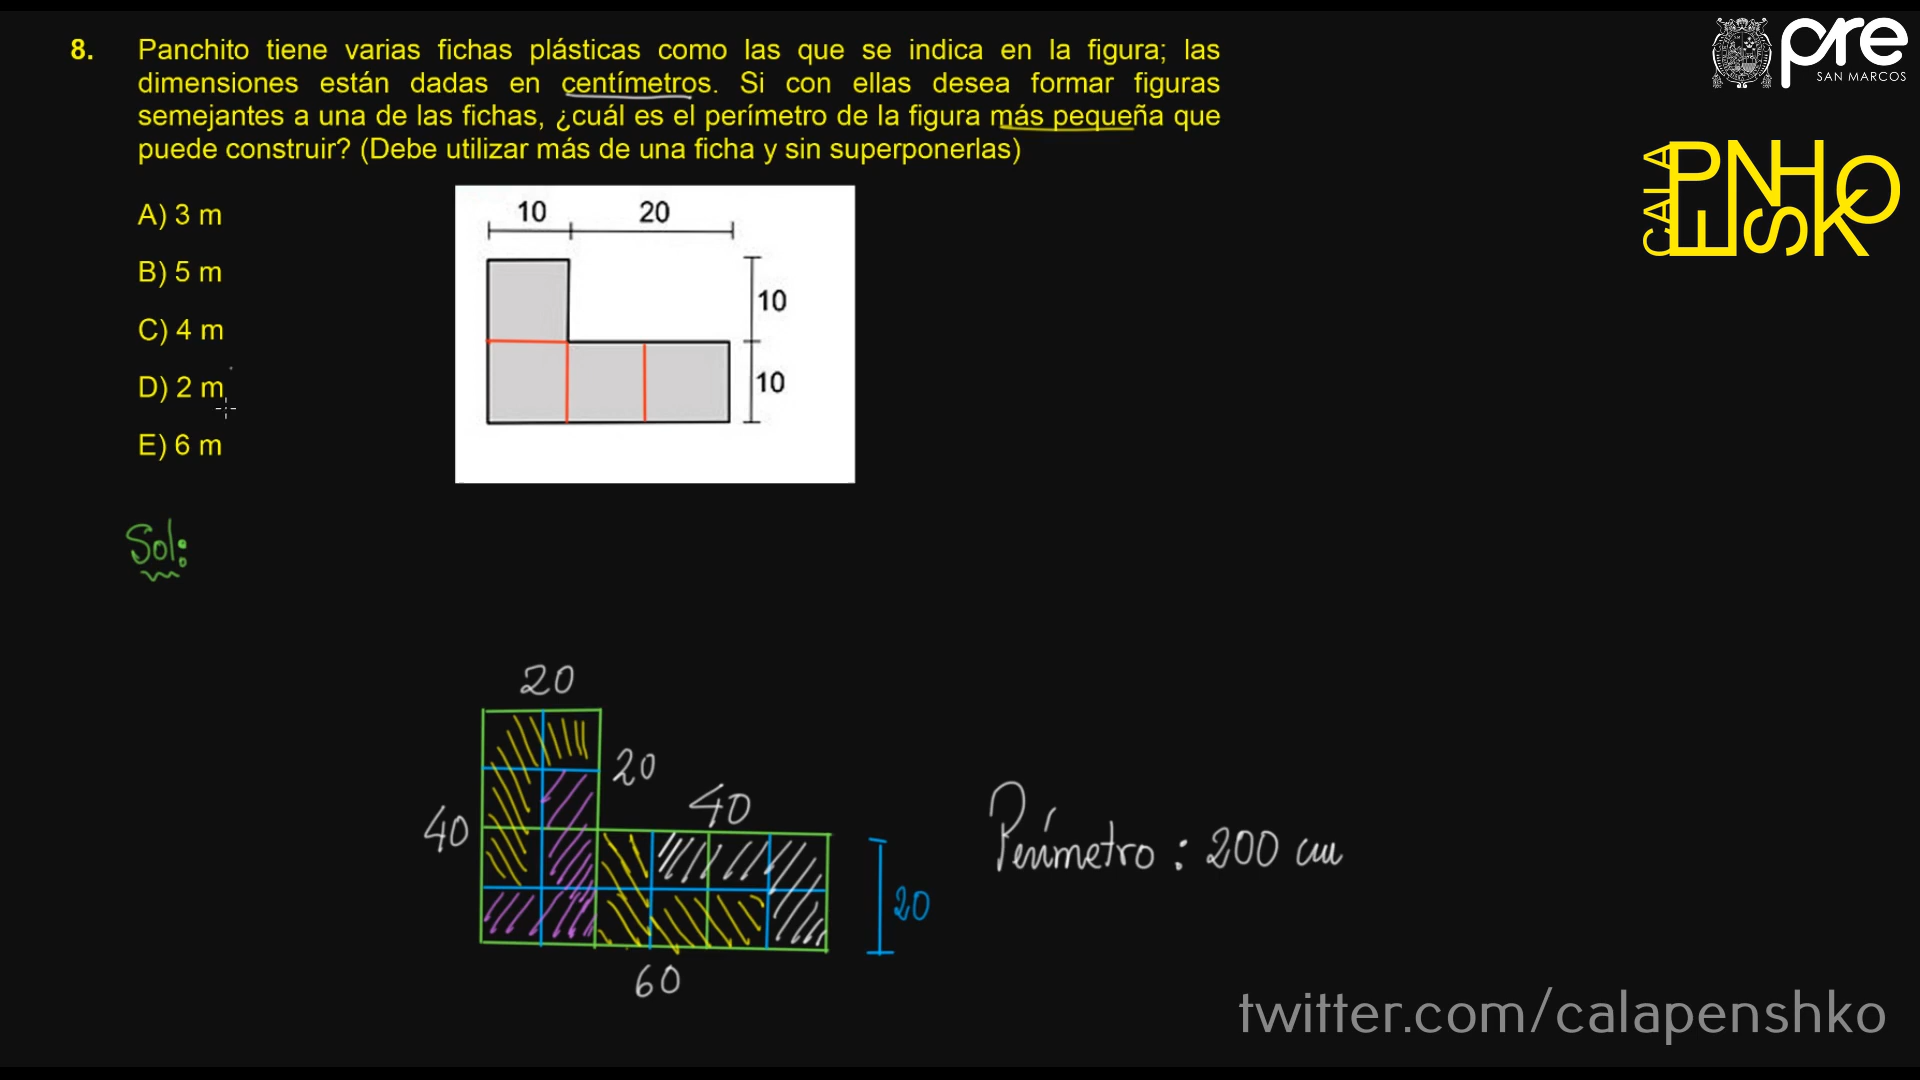 8. Panchito tiene varias fichas plásticas como las que se indica en la figura; las
dimensiones están dadas en centímetros. Si con ellas desea formar figuras
semejantes a una de las fichas, ¿cuál es el perímetro de la figura más pequeña que
puede construir? (Debe utilizar más de una ficha y sin superponerlas)
A) 3 m
B) 5 m
C) 4 m
D) 2 m
E) 6 m
10 20
10
10
pre
SAN MARCOS
CALA
PENSHKO
Sol:
20
20
40
40
20
60
Perímetro : 200 cm
twitter.com/calapenshko